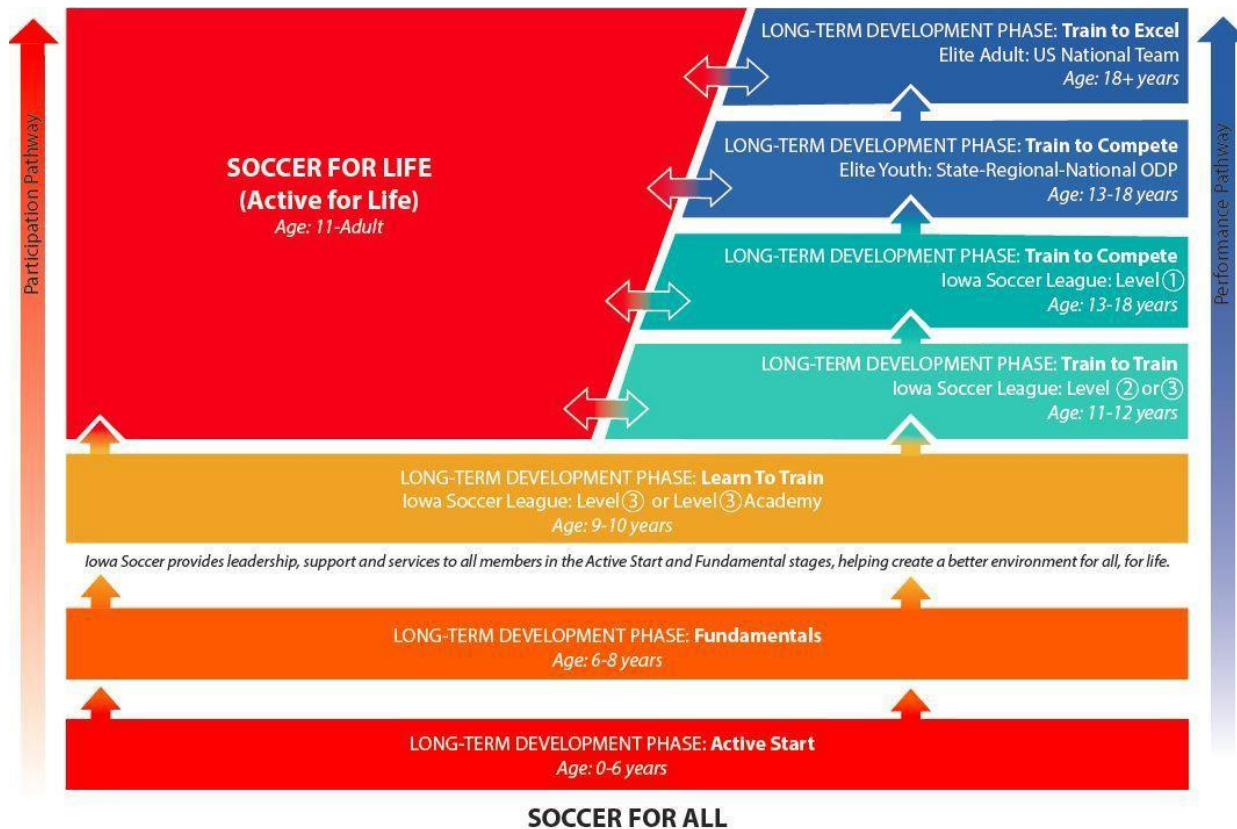 Participation Pathway
SOCCER FOR LIFE
(Active for Life)
Age: 11-Adult
LONG-TERM DEVELOPMENT PHASE: Train to Excel
Elite Adult: US National Team
Age: 18+ years
LONG-TERM DEVELOPMENT PHASE: Train to Compete
Elite Youth: State-Regional-National ODP
Age: 13-18 years
LONG-TERM DEVELOPMENT PHASE: Train to Compete
Iowa Soccer League: Level ①
Age: 13-18 years
LONG-TERM DEVELOPMENT PHASE: Train to Train
Iowa Soccer League: Level ② or ③
Age: 11-12 years
Performance Pathway
LONG-TERM DEVELOPMENT PHASE: Learn To Train
Iowa Soccer League: Level ③ or Level ③ Academy
Age: 9-10 years
Iowa Soccer provides leadership, support and services to all members in the Active Start and Fundamental stages, helping create a better environment for all, for life.
LONG-TERM DEVELOPMENT PHASE: Fundamentals
Age: 6-8 years
LONG-TERM DEVELOPMENT PHASE: Active Start
Age: 0-6 years
SOCCER FOR ALL